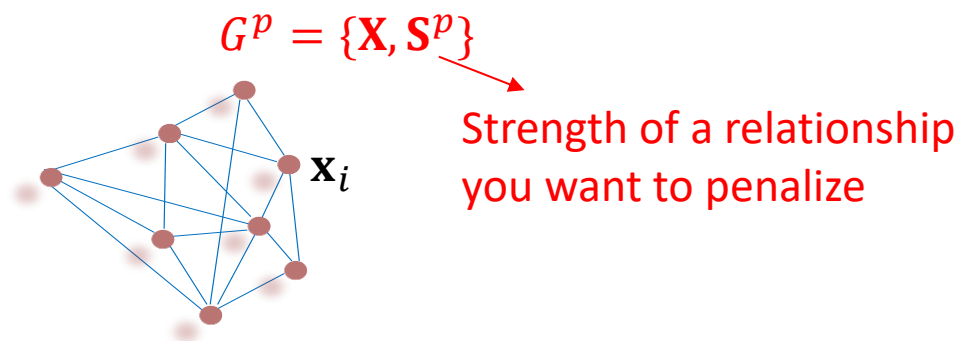 G^p = {X, S^p}
Strength of a relationship
you want to penalize
x_i